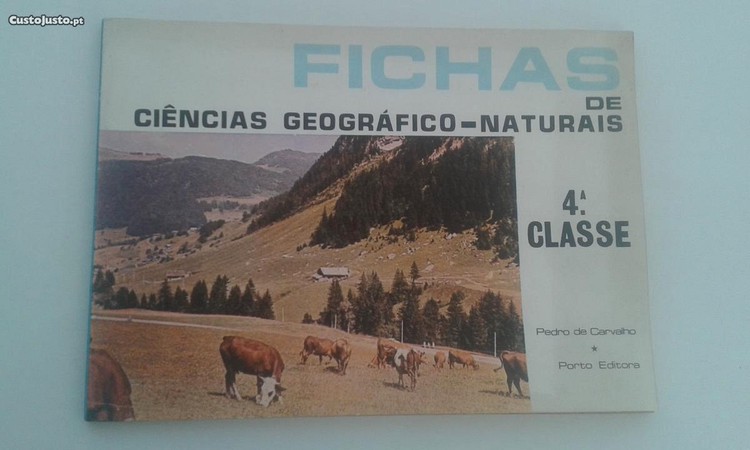 CustoJusto.pt
FICHAS
DE
CIÊNCIAS GEOGRÁFICO-NATURAIS
4.ª
CLASSE
Pedro de Carvalho
★
Porto Editora